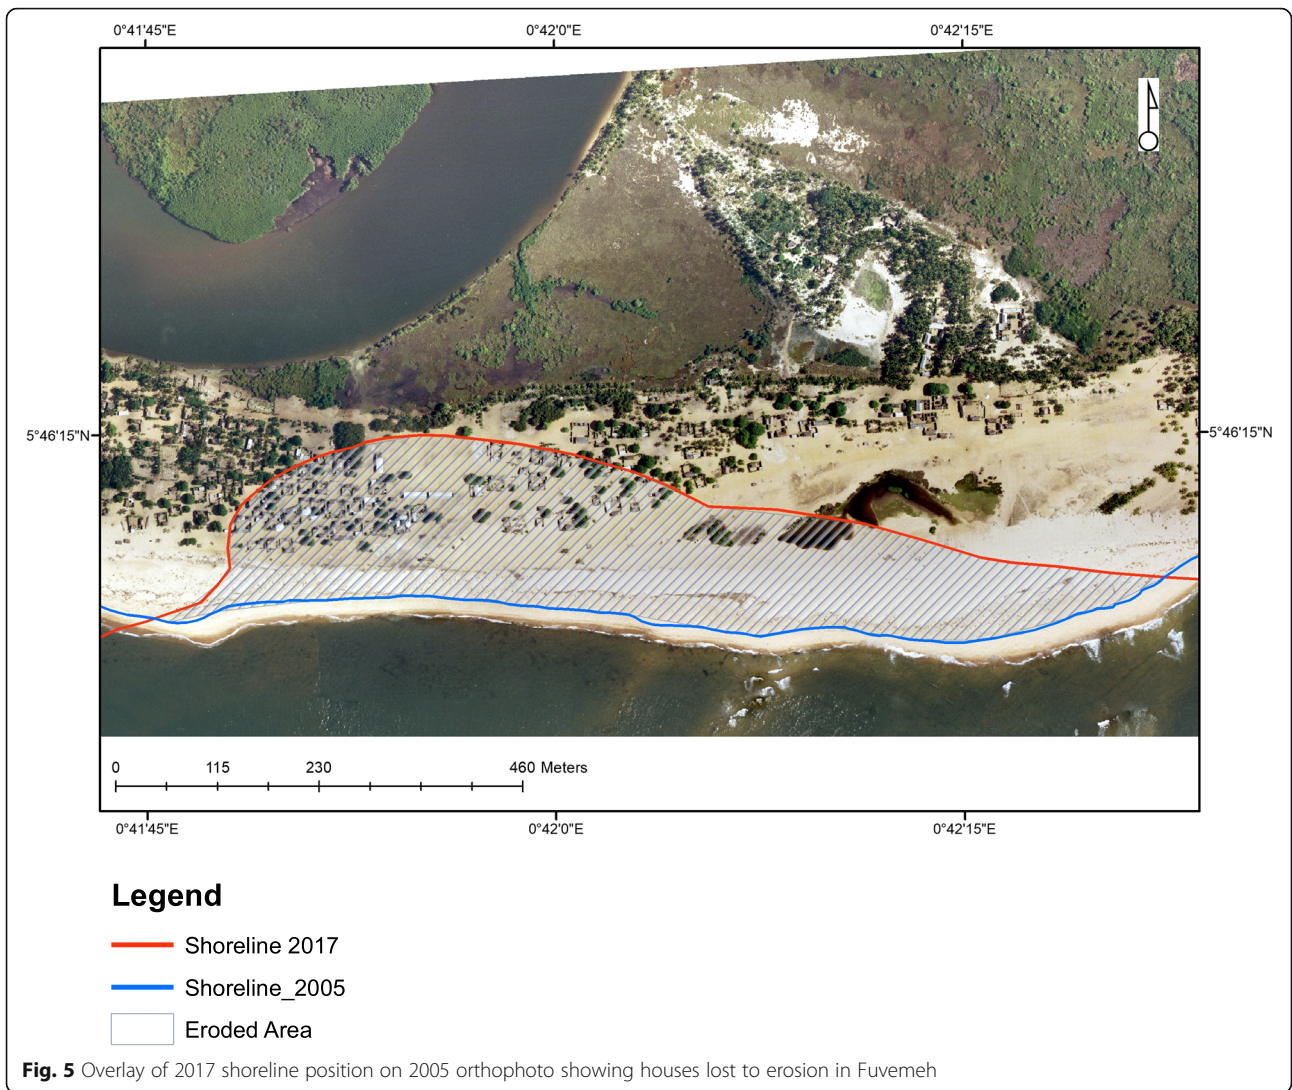 0°41'45"E 0°42'0"E 0°42'15"E
5°46'15"N 5°46'15"N
0 115 230 460 Meters
0°41'45"E 0°42'0"E 0°42'15"E
Legend
Shoreline 2017
Shoreline_2005
Eroded Area
Fig. 5 Overlay of 2017 shoreline position on 2005 orthophoto showing houses lost to erosion in Fuvemeh